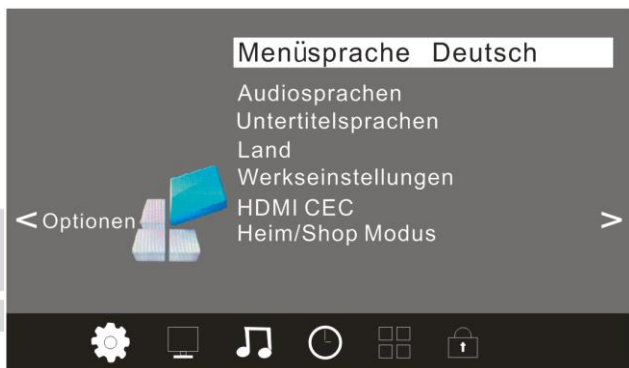 Menüsprache Deutsch
Audiosprachen
Untertitelsprachen
Land
Werkseinstellungen
HDMI CEC
Heim/Shop Modus
< Optionen >